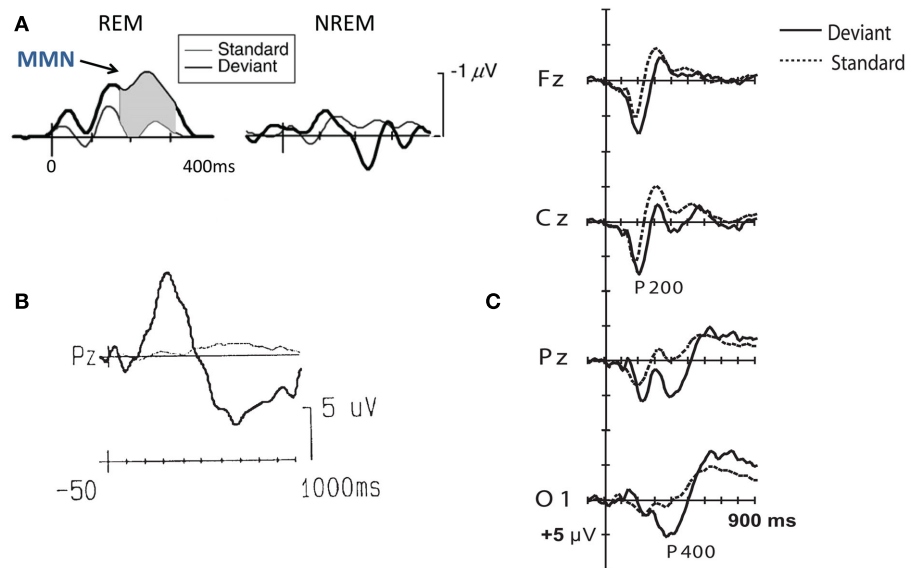 A
REM
NREM
MMN
Standard
Deviant
-1 μV
0
400ms
B
Pz
5 uV
-50
1000ms
C
Deviant
Standard
Fz
Cz
P200
Pz
O1
900 ms
+5 μV
P400